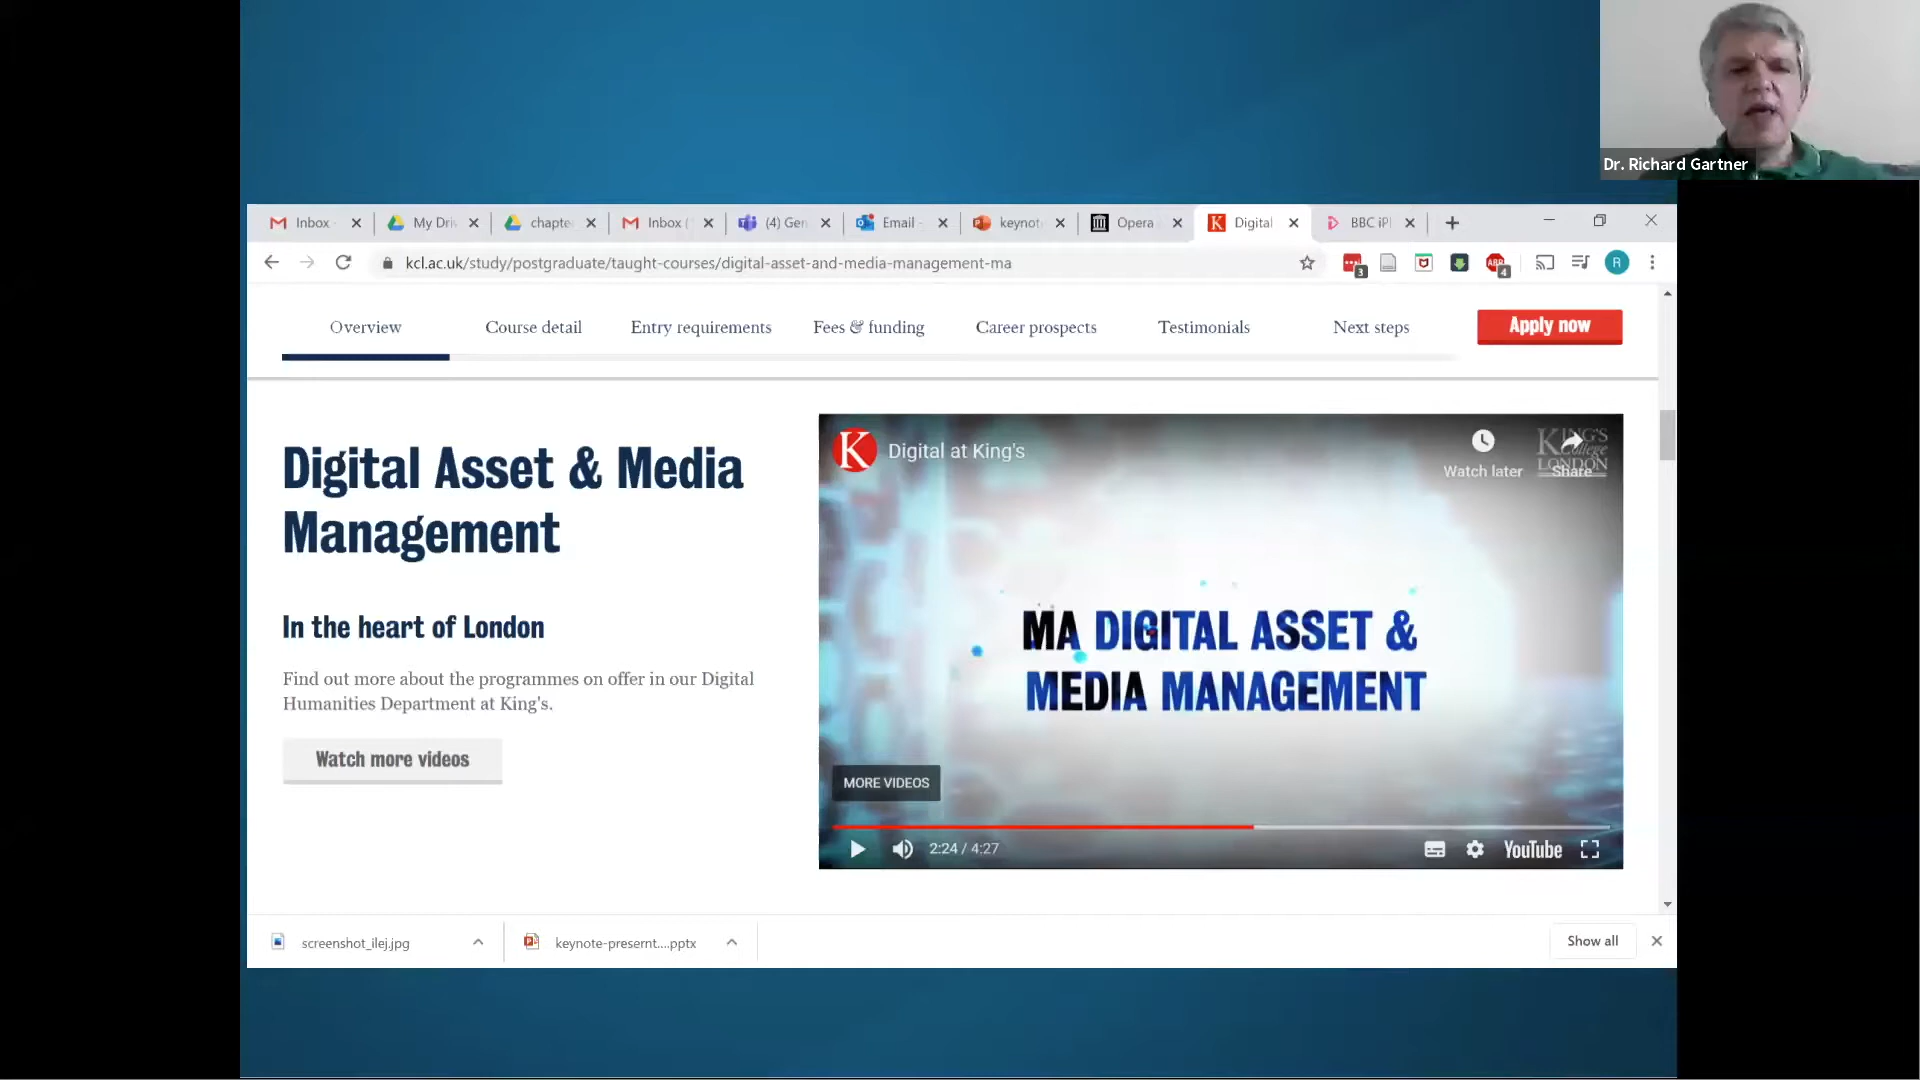 Dr. Richard Gartner
Inbox
My Driv
chapte
Inbox (
(4) Gen
Email -
keynot
Opera
Digital
BBC iPl
kcl.ac.uk/study/postgraduate/taught-courses/digital-asset-and-media-management-ma
3
4
R
Overview
Course detail
Entry requirements
Fees & funding
Career prospects
Testimonials
Next steps
Apply now
Digital Asset & Media
Management
In the heart of London
Find out more about the programmes on offer in our Digital
Humanities Department at King's.
Watch more videos
K
Digital at King's
Watch later
Share
KING'S
College
LONDON
MA DIGITAL ASSET &
MEDIA MANAGEMENT
MORE VIDEOS
2:24 / 4:27
YouTube
screenshot_ilej.jpg
keynote-presernt....pptx
Show all